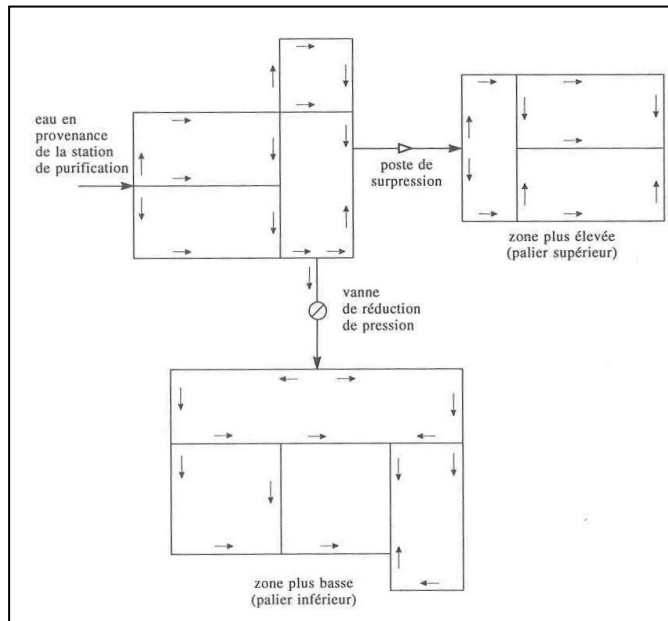 eau en
provenance
de la station
de purification
poste de
surpression
zone plus élevée
(palier supérieur)
vanne
de réduction
de pression
zone plus basse
(palier inférieur)